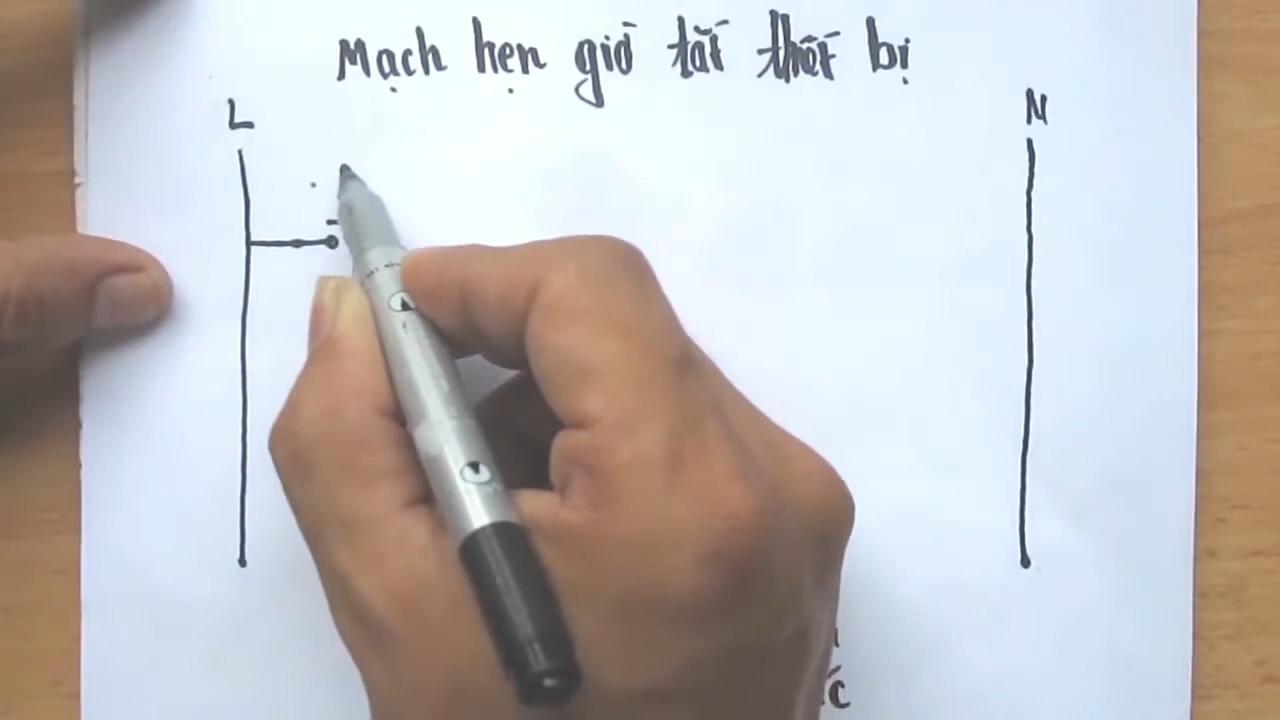 Mạch hẹn giờ tắt thiết bị
L N